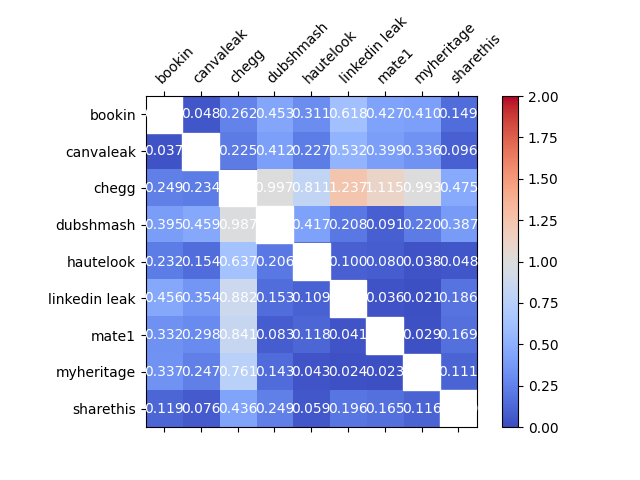 bookin canvaleak chegg dubshmash hautelook linkedin leak mate1 myheritage sharethis
bookin 0.048 0.262 0.453 0.311 0.618 0.427 0.410 0.149
canvaleak 0.037 0.225 0.412 0.227 0.532 0.399 0.336 0.096
chegg 0.249 0.234 0.997 0.811 1.237 1.115 0.993 0.475
dubshmash 0.395 0.459 0.987 0.417 0.208 0.091 0.220 0.387
hautelook 0.232 0.154 0.637 0.206 0.100 0.080 0.038 0.048
linkedin leak 0.456 0.354 0.882 0.153 0.109 0.036 0.021 0.186
mate1 0.332 0.298 0.841 0.083 0.118 0.041 0.029 0.169
myheritage 0.337 0.247 0.761 0.143 0.043 0.024 0.023 0.111
sharethis 0.119 0.076 0.436 0.249 0.059 0.196 0.165 0.116
2.00
1.75
1.50
1.25
1.00
0.75
0.50
0.25
0.00